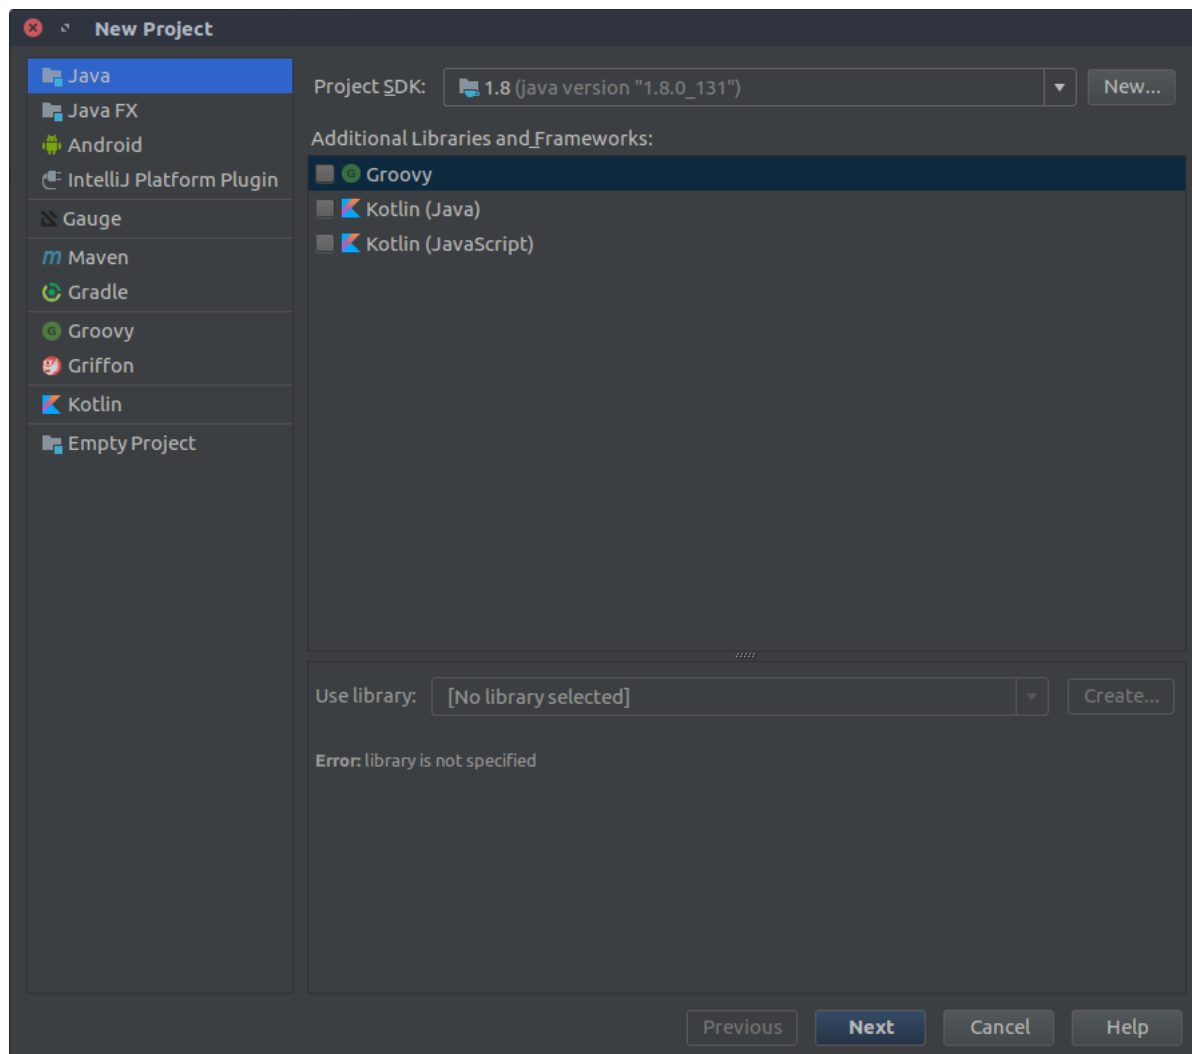 New Project
Java
Java FX
Android
IntelliJ Platform Plugin
Gauge
Maven
Gradle
Groovy
Griffon
Kotlin
Empty Project
Project SDK: 1.8 (java version "1.8.0_131") New...
Additional Libraries and Frameworks:
Groovy
Kotlin (Java)
Kotlin (JavaScript)
Use library: [No library selected] Create...
Error: library is not specified
Previous Next Cancel Help